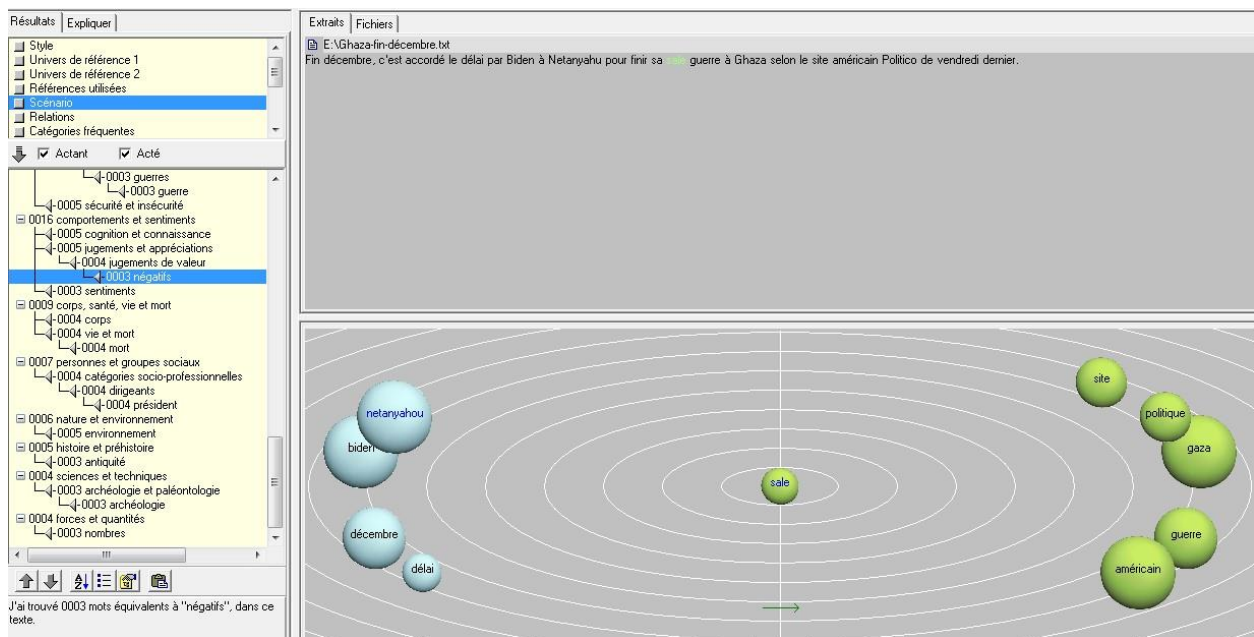 Résultats Expliquer
Style
Univers de référence 1
Univers de référence 2
Références utilisées
Scénario
Relations
Catégories fréquentes
Actant Acté
0003 guerres
0003 guerre
0005 sécurité et insécurité
0016 comportements et sentiments
0005 cognition et connaissance
0005 jugements et appréciations
0004 jugements de valeur
0003 négatifs
0003 sentiments
0009 corps, santé, vie et mort
0004 corps
0004 vie et mort
0004 mort
0007 personnes et groupes sociaux
0004 catégories socio-professionnelles
0004 dirigeants
0004 président
0006 nature et environnement
0005 environnement
0005 histoire et préhistoire
0003 antiquité
0004 sciences et techniques
0003 archéologie et paléontologie
0003 archéologie
0004 forces et quantités
0003 nombres
J'ai trouvé 0003 mots équivalents à "négatifs", dans ce
texte.
Extraits Fichiers
E:\Ghaza-fin-décembre.txt
Fin décembre, c'est accordé le délai par Biden à Netanyahu pour finir sa sale guerre à Ghaza selon le site américain Politico de vendredi dernier.
netanyahou
biden
décembre
délai
sale
site
politique
gaza
guerre
américain